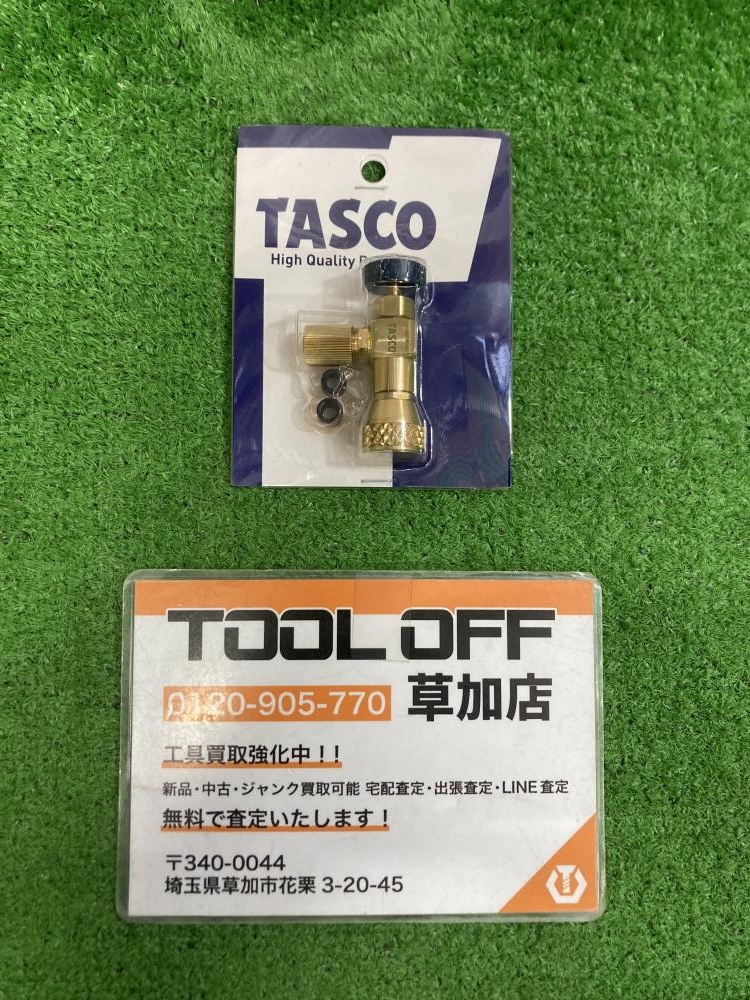 TASCO
High Quality
TASCO
TOOL OFF
0120-905-770 草加店
工具買取強化中！！
新品・中古・ジャンク買取可能 宅配査定・出張査定・LINE査定
無料で査定いたします！
〒340-0044
埼玉県草加市花栗 3-20-45